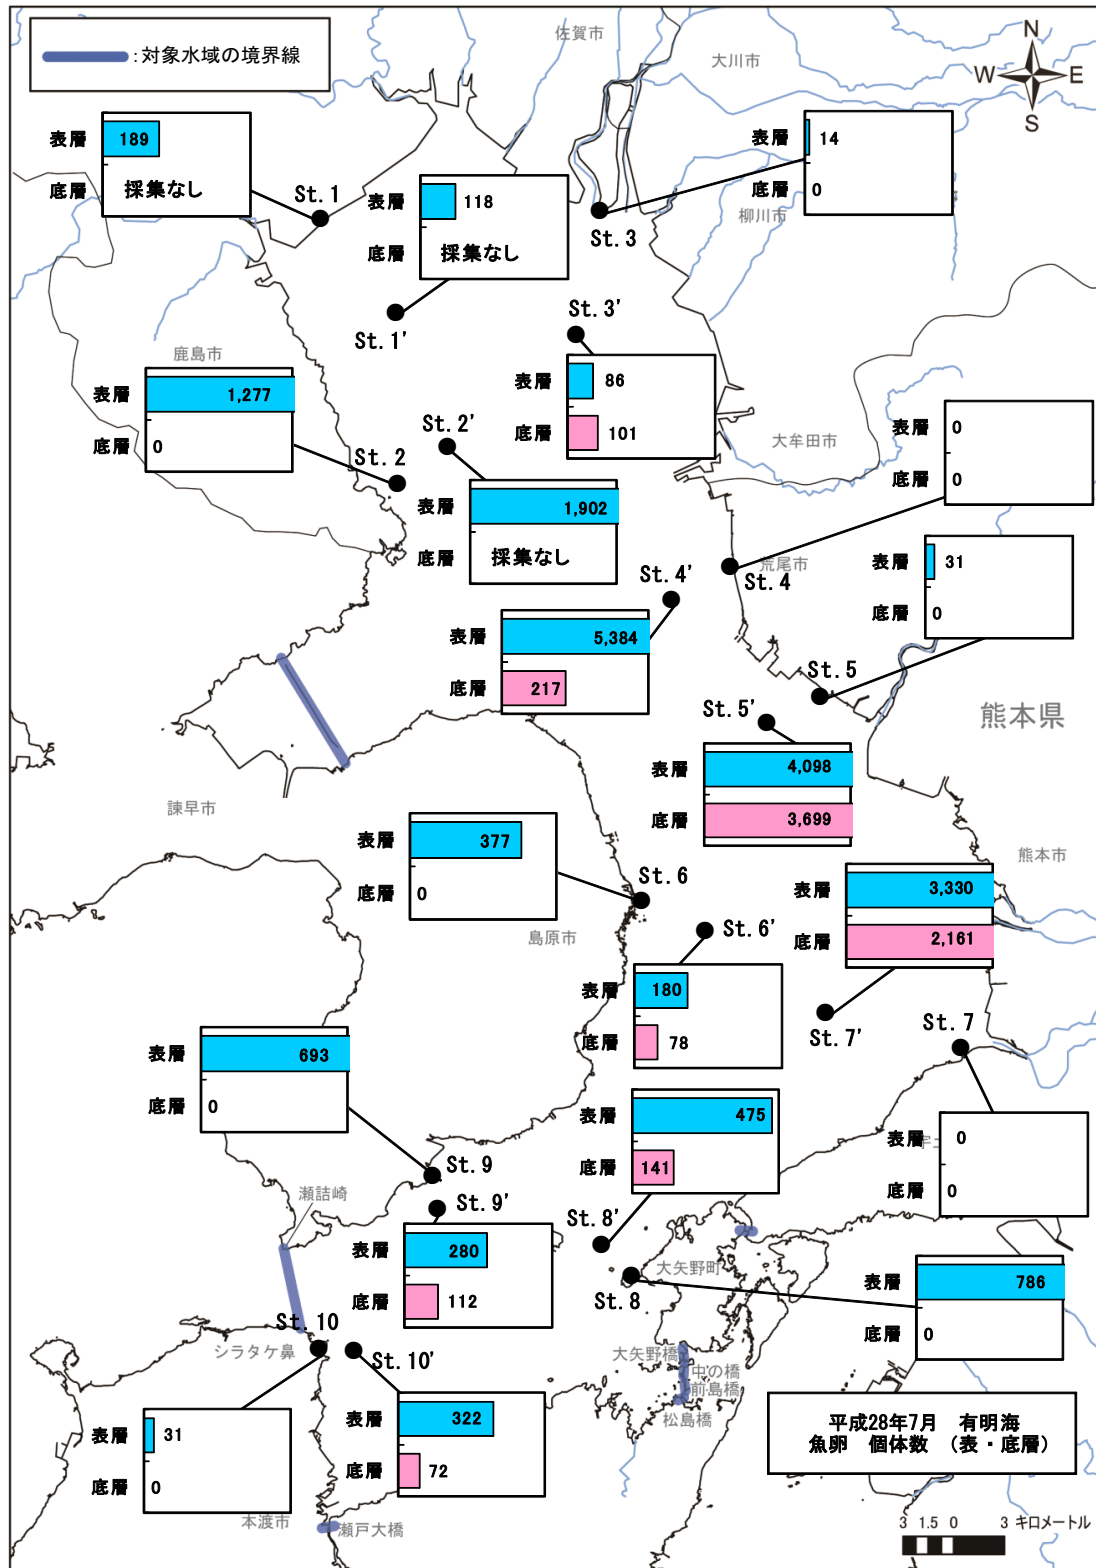 :対象水域の境界線
佐賀市
大川市
N
W
E
S
表層 189
底層 採集なし
St. 1
表層 118
底層 採集なし
St. 1'
表層 14
底層 0
St. 3
柳川市
St. 3'
表層 86
底層 101
鹿島市
表層 1,277
底層 0
St. 2
St. 2'
表層 1,902
底層 採集なし
大牟田市
表層 0
底層 0
荒尾市
St. 4
St. 4'
表層 5,384
底層 217
表層 31
底層 0
St. 5
St. 5'
表層 4,098
底層 3,699
熊本県
諫早市
表層 377
底層 0
St. 6
島原市
熊本市
表層 3,330
底層 2,161
St. 6'
表層 180
底層 78
St. 7'
St. 7
表層 693
底層 0
表層 475
底層 141
表層 0
底層 0
St. 9
瀬詰崎
St. 9'
表層 280
底層 112
St. 8'
大矢野町
St. 8
表層 786
底層 0
St. 10
シラタケ鼻
St. 10'
大矢野橋
中の橋
前島橋
松島橋
表層 322
底層 72
表層 31
底層 0
本渡市
瀬戸大橋
平成28年7月 有明海
魚卵 個体数 (表・底層)
3 1.5 0 3 キロメートル